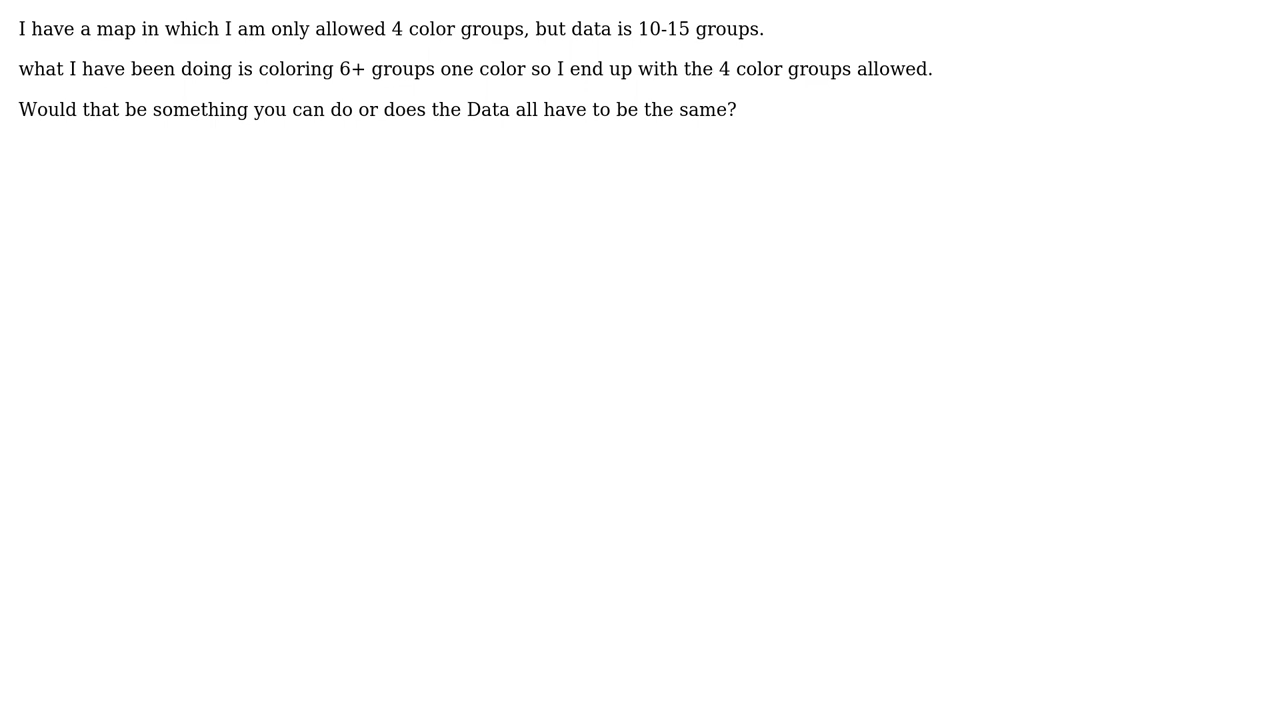 I have a map in which I am only allowed 4 color groups, but data is 10-15 groups.
what I have been doing is coloring 6+ groups one color so I end up with the 4 color groups allowed.
Would that be something you can do or does the Data all have to be the same?